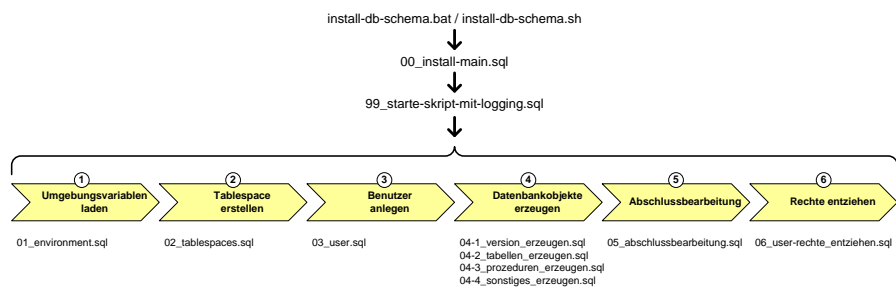 install-db-schema.bat / install-db-schema.sh
00_install-main.sql
99_starte-skript-mit-logging.sql
1
Umgebungsvariablen
laden
01_environment.sql
2
Tablespace
erstellen
02_tablespaces.sql
3
Benutzer
anlegen
03_user.sql
4
Datenbankobjekte
erzeugen
04-1_version_erzeugen.sql
04-2_tabellen_erzeugen.sql
04-3_prozeduren_erzeugen.sql
04-4_sonstiges_erzeugen.sql
5
Abschlussbearbeitung
05_abschlussbearbeitung.sql
6
Rechte entziehen
06_user-rechte_entziehen.sql